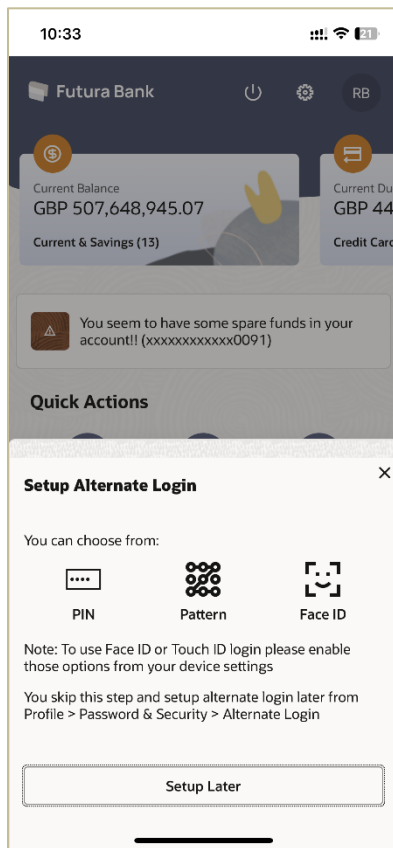 10:33
21
Futura Bank
RB
Current Balance
Current Du
GBP 507,648,945.07
GBP 44
Current & Savings (13)
Credit Card
You seem to have some spare funds in your
account!! (xxxxxxxxxxxx0091)
Quick Actions
Setup Alternate Login
You can choose from:
PIN
Pattern
Face ID
Note: To use Face ID or Touch ID login please enable
those options from your device settings
You skip this step and setup alternate login later from
Profile > Password & Security > Alternate Login
Setup Later